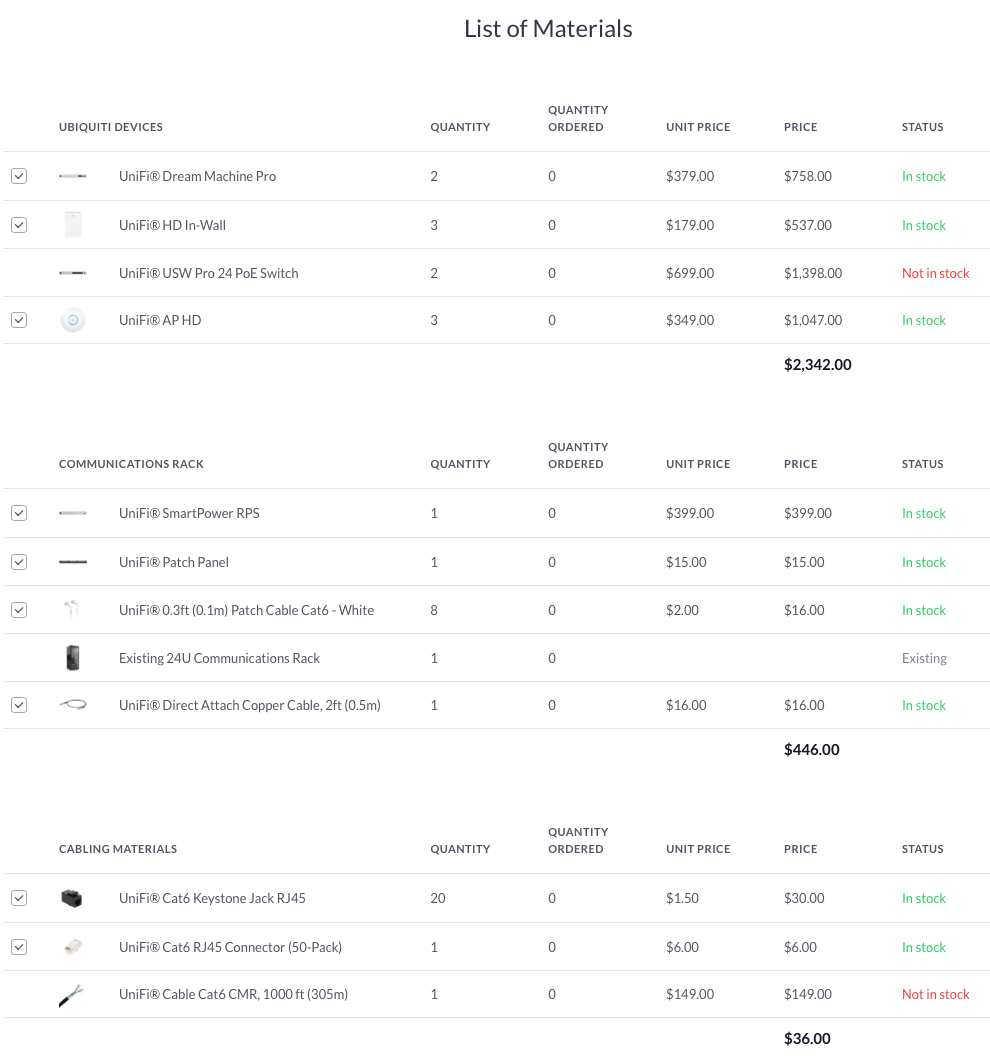 List of Materials
UBIQUITI DEVICES QUANTITY QUANTITY ORDERED UNIT PRICE PRICE STATUS
UniFi® Dream Machine Pro 2 0 $379.00 $758.00 In stock
UniFi® HD In-Wall 3 0 $179.00 $537.00 In stock
UniFi® USW Pro 24 PoE Switch 2 0 $699.00 $1,398.00 Not in stock
UniFi® AP HD 3 0 $349.00 $1,047.00 In stock
$2,342.00
COMMUNICATIONS RACK QUANTITY QUANTITY ORDERED UNIT PRICE PRICE STATUS
UniFi® SmartPower RPS 1 0 $399.00 $399.00 In stock
UniFi® Patch Panel 1 0 $15.00 $15.00 In stock
UniFi® 0.3ft (0.1m) Patch Cable Cat6 - White 8 0 $2.00 $16.00 In stock
Existing 24U Communications Rack 1 0 Existing
UniFi® Direct Attach Copper Cable, 2ft (0.5m) 1 0 $16.00 $16.00 In stock
$446.00
CABLING MATERIALS QUANTITY QUANTITY ORDERED UNIT PRICE PRICE STATUS
UniFi® Cat6 Keystone Jack RJ45 20 0 $1.50 $30.00 In stock
UniFi® Cat6 RJ45 Connector (50-Pack) 1 0 $6.00 $6.00 In stock
UniFi® Cable Cat6 CMR, 1000 ft (305m) 1 0 $149.00 $149.00 Not in stock
$36.00